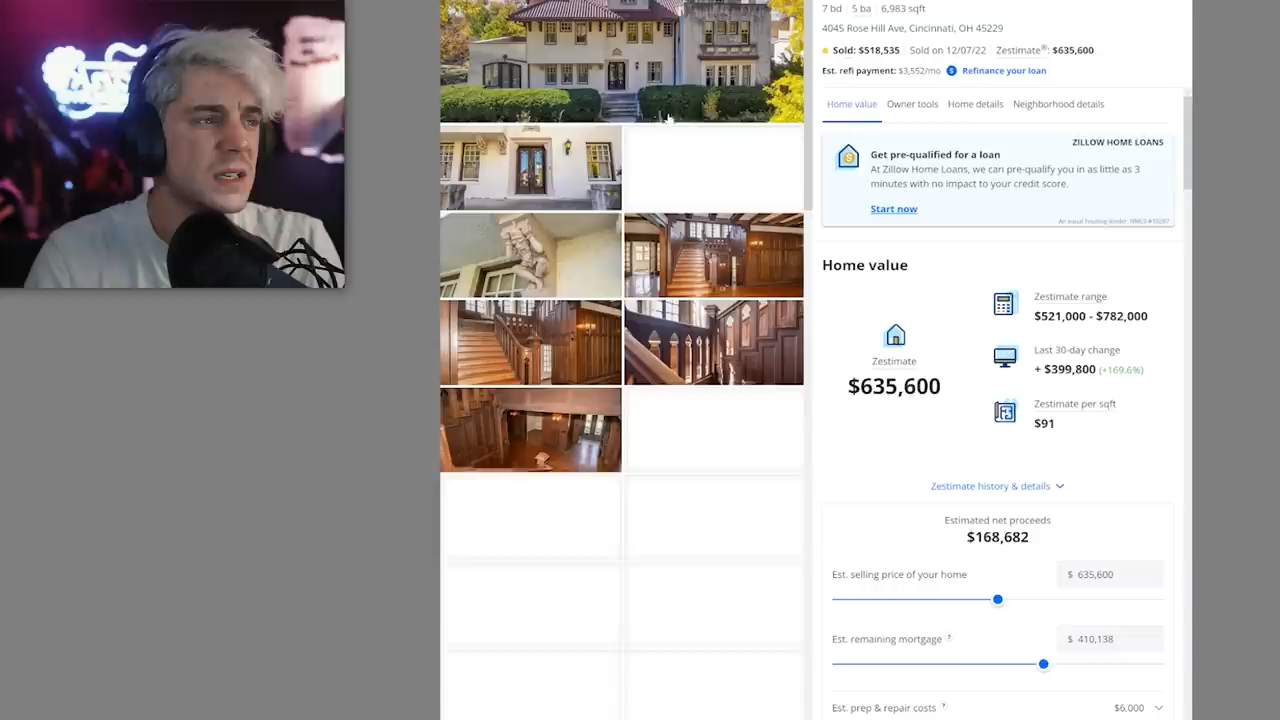 7 bd 5 ba 6,983 sqft
4045 Rose Hill Ave, Cincinnati, OH 45229
Sold: $518,535 Sold on 12/07/22 Zestimate®: $635,600
Est. refi payment: $3,552/mo $ Refinance your loan
Home value Owner tools Home details Neighborhood details
ZILLOW HOME LOANS
Get pre-qualified for a loan
At Zillow Home Loans, we can pre-qualify you in as little as 3
minutes with no impact to your credit score.
Start now
An equal housing lender. NMLS #10287
Home value
Zestimate
$635,600
Zestimate range
$521,000 - $782,000
Last 30-day change
+ $399,800 (+169.6%)
Zestimate per sqft
$91
Zestimate history & details
Estimated net proceeds
$168,682
Est. selling price of your home $ 635,600
Est. remaining mortgage ? $ 410,138
Est. prep & repair costs ? $6,000